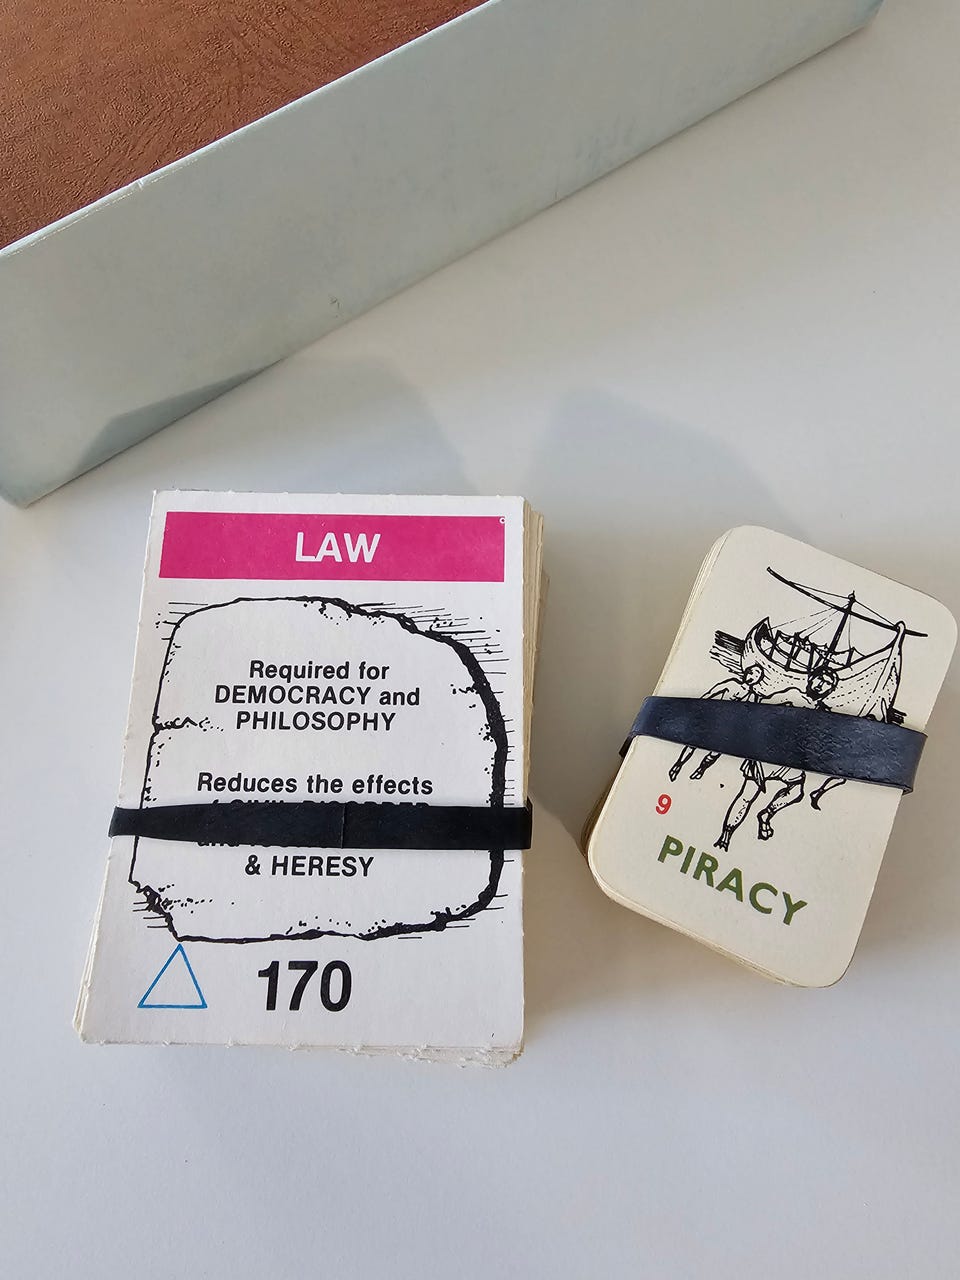 LAW
Required for
DEMOCRACY and
PHILOSOPHY
Reduces the effects
& HERESY
170
9
PIRACY